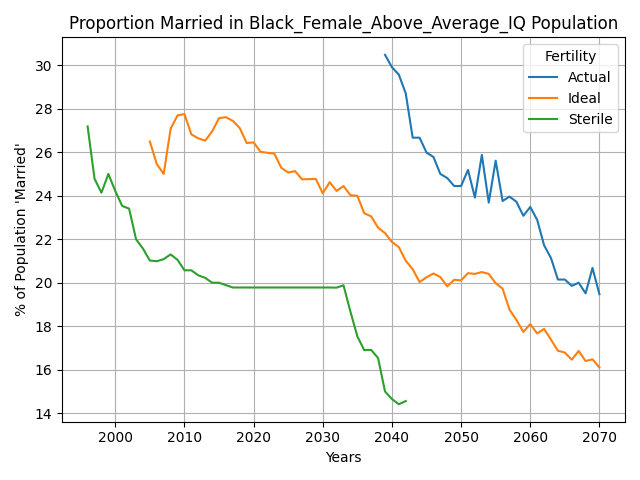 Proportion Married in Black_Female_Above_Average_IQ Population
% of Population 'Married'
30
28
26
24
22
20
18
16
14
Fertility
Actual
Ideal
Sterile
2000 2010 2020 2030 2040 2050 2060 2070
Years